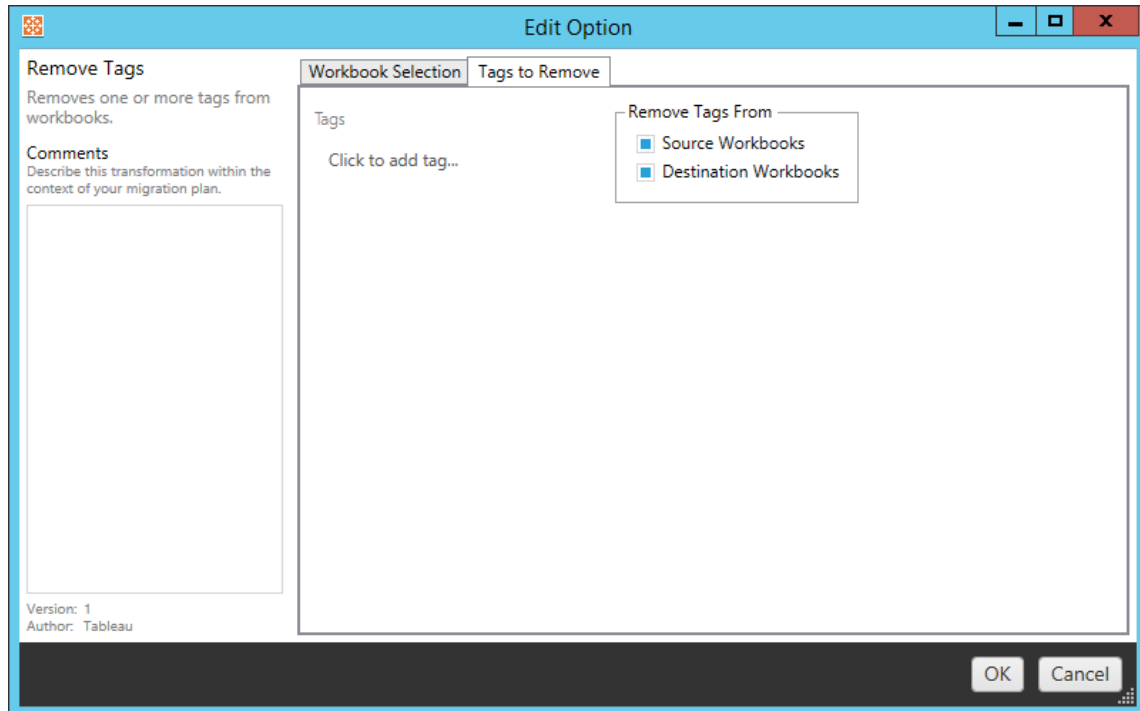 Edit Option
X
Remove Tags
Removes one or more tags from
workbooks.
Comments
Describe this transformation within the
context of your migration plan.
Version: 1
Author: Tableau
Workbook Selection
Tags to Remove
Tags
Click to add tag...
Remove Tags From
Source Workbooks
Destination Workbooks
OK
Cancel